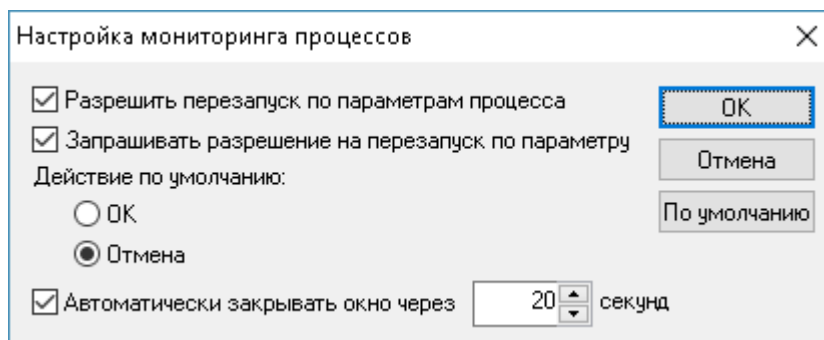 Настройка мониторинга процессов
Разрешить перезапуск по параметрам процесса
OK
Запрашивать разрешение на перезапуск по параметру
Отмена
Действие по умолчанию:
По умолчанию
OK
Отмена
Автоматически закрывать окно через 20 секунд